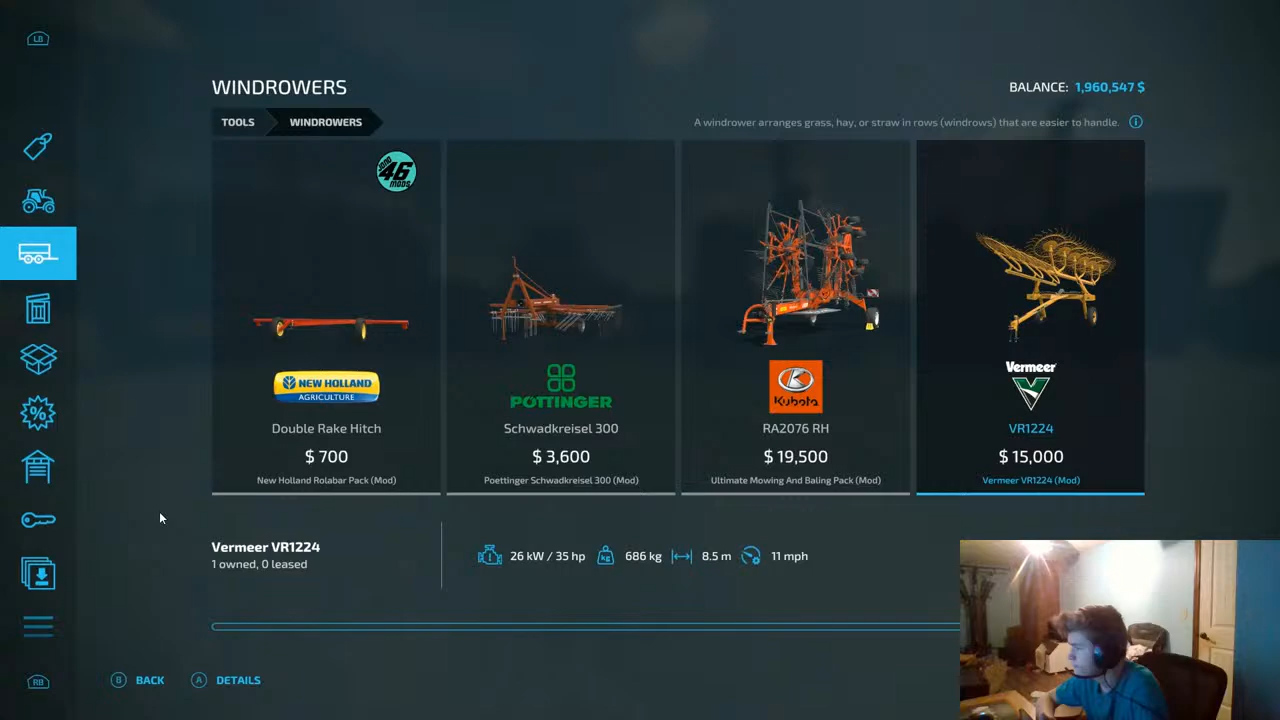 LB
WINDROWERS
BALANCE: 1,960,547 $
TOOLS WINDROWERS
A windrower arranges grass, hay, or straw in rows (windrows) that are easier to handle.
46 MODS
NEW HOLLAND
AGRICULTURE
PÖTTINGER
Kubota
Vermeer
Double Rake Hitch
Schwadkreisel 300
RA2076 RH
VR1224
$ 700
$ 3,600
$ 19,500
$ 15,000
New Holland Rolabar Pack (Mod)
Poettinger Schwadkreisel 300 (Mod)
Ultimate Mowing And Baling Pack (Mod)
Vermeer VR1224 (Mod)
Vermeer VR1224
1 owned, 0 leased
26 kW / 35 hp
kg
686 kg
8.5 m
11 mph
RB
B BACK
A DETAILS